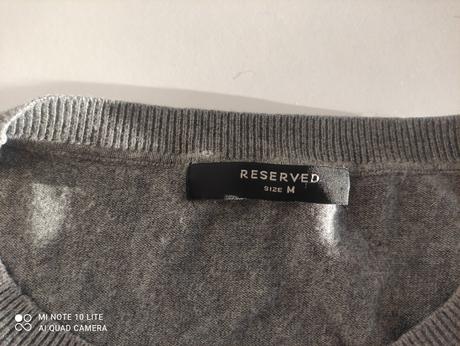 RESERVED
SIZE M
MI NOTE 10 LITE
AI QUAD CAMERA